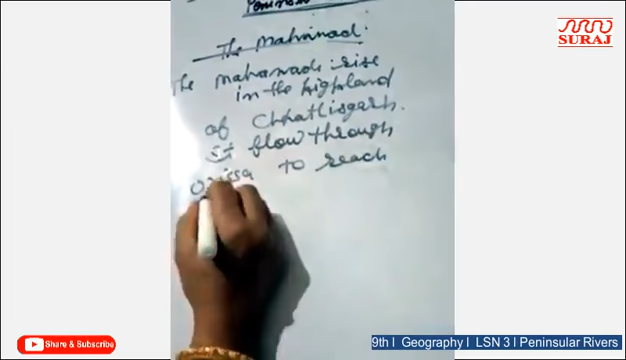 The Mahanadi.
The Mahanadi rise
in the highland
of Chhattisgarh.
It flow through
Orissa to reach
SURAJ
Share & Subscribe
9th I Geography I LSN 3 I Peninsular Rivers